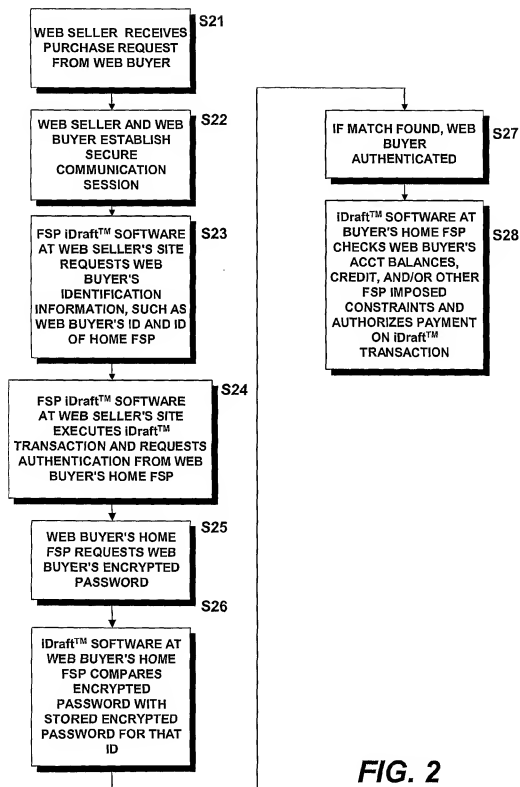 S21
WEB SELLER RECEIVES
PURCHASE REQUEST
FROM WEB BUYER
S22
WEB SELLER AND WEB
BUYER ESTABLISH
SECURE
COMMUNICATION
SESSION
S23
FSP iDraft™ SOFTWARE
AT WEB SELLER'S SITE
REQUESTS WEB
BUYER'S
IDENTIFICATION
INFORMATION, SUCH AS
WEB BUYER'S ID AND ID
OF HOME FSP
S24
FSP iDraft™ SOFTWARE
AT WEB SELLER'S SITE
EXECUTES iDraft™
TRANSACTION AND REQUESTS
AUTHENTICATION FROM WEB
BUYER'S HOME FSP
S25
WEB BUYER'S HOME
FSP REQUESTS WEB
BUYER'S ENCRYPTED
PASSWORD
S26
iDraft™ SOFTWARE AT
WEB BUYER'S HOME
FSP COMPARES
ENCRYPTED
PASSWORD WITH
STORED ENCRYPTED
PASSWORD FOR THAT
ID
S27
IF MATCH FOUND, WEB
BUYER
AUTHENTICATED
S28
iDraft™ SOFTWARE AT
BUYER'S HOME FSP
CHECKS WEB BUYER'S
ACCT BALANCES,
CREDIT, AND/OR OTHER
FSP IMPOSED
CONSTRAINTS AND
AUTHORIZES PAYMENT
ON iDraft™
TRANSACTION
FIG. 2